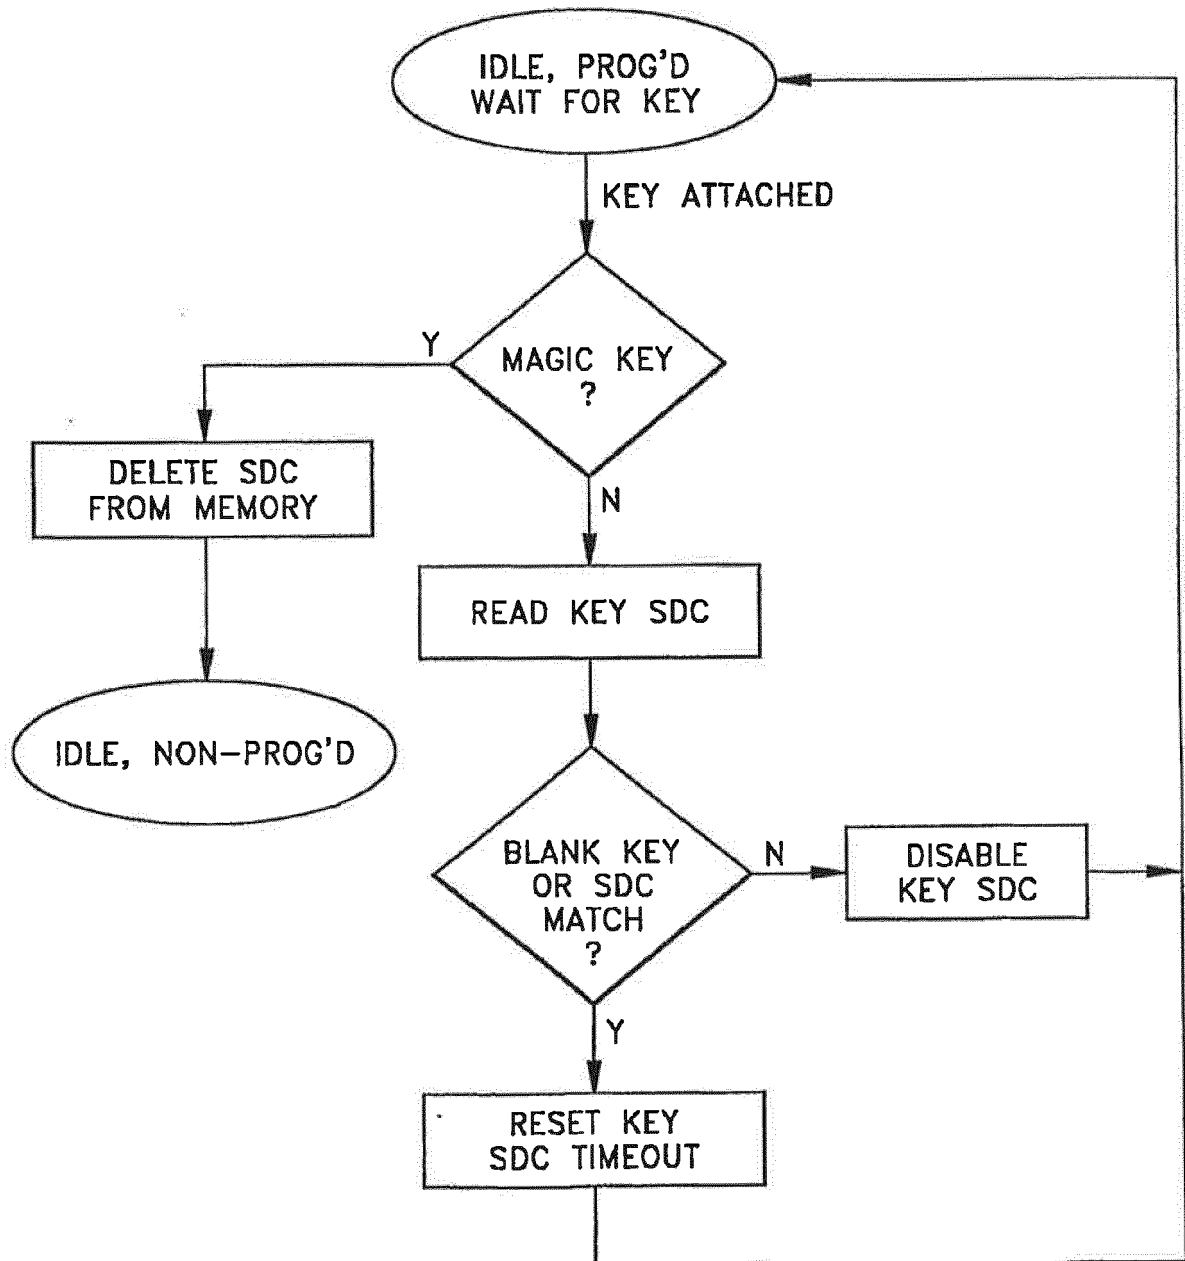 IDLE, PROG'D
WAIT FOR KEY
KEY ATTACHED
MAGIC KEY
?
Y
N
DELETE SDC
FROM MEMORY
IDLE, NON-PROG'D
READ KEY SDC
BLANK KEY
OR SDC
MATCH
?
N
DISABLE
KEY SDC
Y
RESET KEY
SDC TIMEOUT